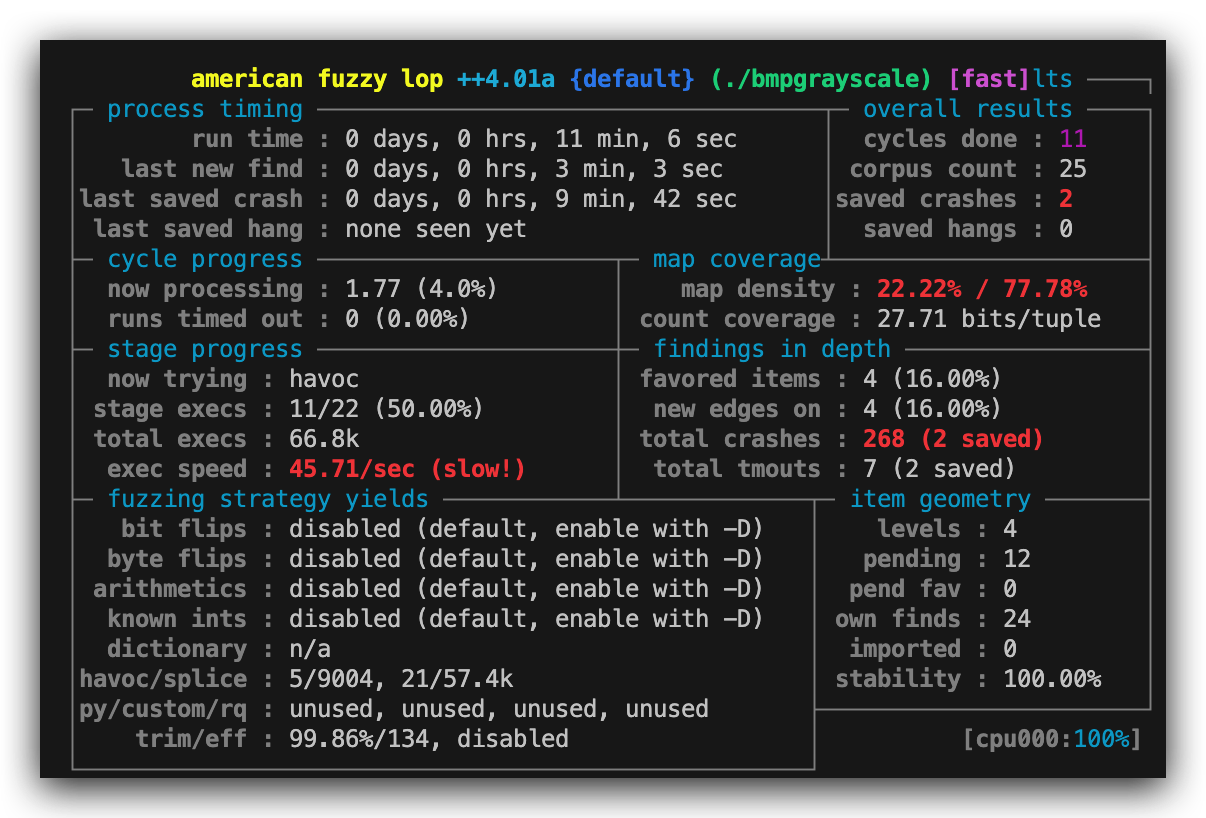 american fuzzy lop ++4.01a {default} (./bmpgrayscale) [fast]lts
process timing overall results
run time : 0 days, 0 hrs, 11 min, 6 sec cycles done : 11
last new find : 0 days, 0 hrs, 3 min, 3 sec corpus count : 25
last saved crash : 0 days, 0 hrs, 9 min, 42 sec saved crashes : 2
last saved hang : none seen yet saved hangs : 0
cycle progress map coverage
now processing : 1.77 (4.0%) map density : 22.22% / 77.78%
runs timed out : 0 (0.00%) count coverage : 27.71 bits/tuple
stage progress findings in depth
now trying : havoc favored items : 4 (16.00%)
stage execs : 11/22 (50.00%) new edges on : 4 (16.00%)
total execs : 66.8k total crashes : 268 (2 saved)
exec speed : 45.71/sec (slow!) total tmouts : 7 (2 saved)
fuzzing strategy yields item geometry
bit flips : disabled (default, enable with -D) levels : 4
byte flips : disabled (default, enable with -D) pending : 12
arithmetics : disabled (default, enable with -D) pend fav : 0
known ints : disabled (default, enable with -D) own finds : 24
dictionary : n/a imported : 0
havoc/splice : 5/9004, 21/57.4k stability : 100.00%
py/custom/rq : unused, unused, unused, unused
trim/eff : 99.86%/134, disabled [cpu000:100%]